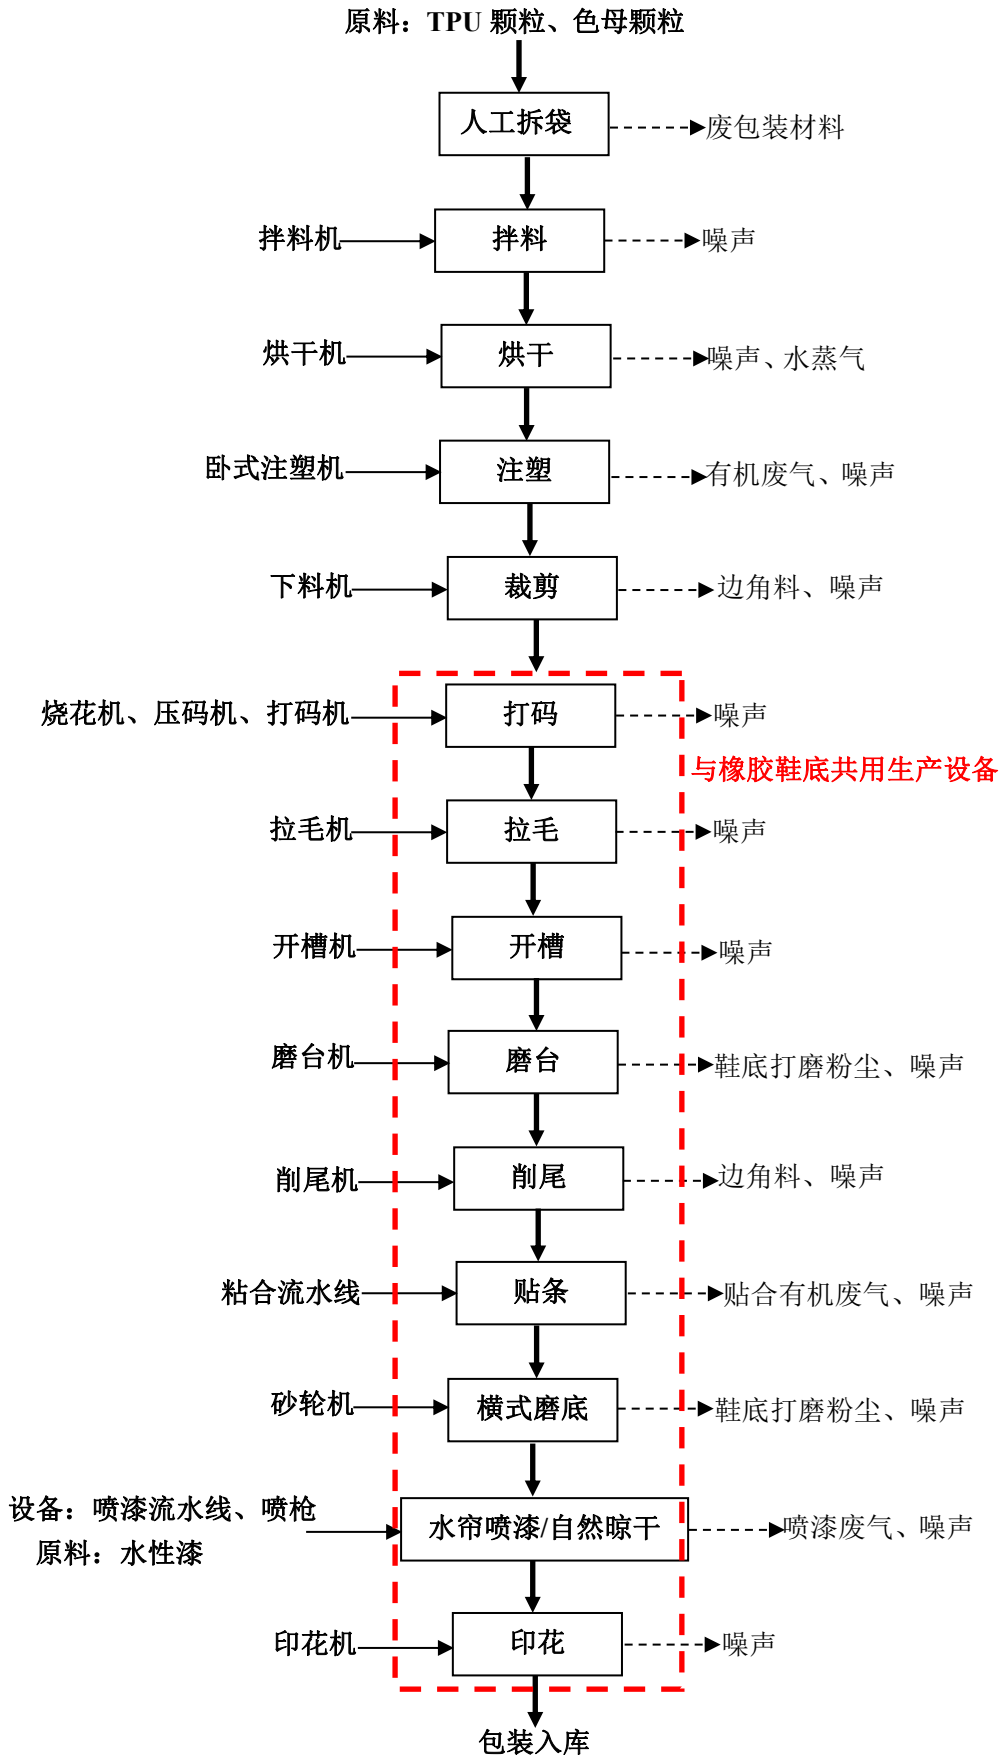 原料：TPU 颗粒、色母颗粒
人工拆袋
废包装材料
拌料机
拌料
噪声
烘干机
烘干
噪声、水蒸气
卧式注塑机
注塑
有机废气、噪声
下料机
裁剪
边角料、噪声
烧花机、压码机、打码机
打码
噪声
与橡胶鞋底共用生产设备
拉毛机
拉毛
噪声
开槽机
开槽
噪声
磨台机
磨台
鞋底打磨粉尘、噪声
削尾机
削尾
边角料、噪声
粘合流水线
贴条
贴合有机废气、噪声
砂轮机
横式磨底
鞋底打磨粉尘、噪声
设备：喷漆流水线、喷枪
原料：水性漆
水帘喷漆/自然晾干
喷漆废气、噪声
印花机
印花
噪声
包装入库